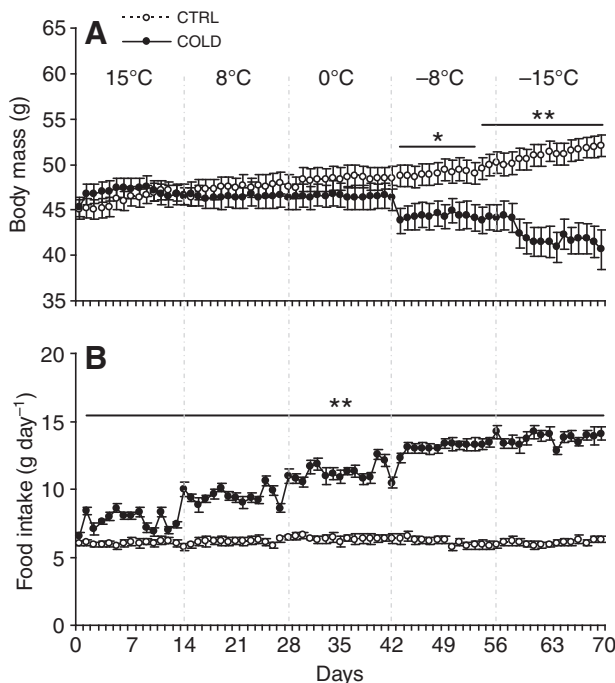 CTRL
COLD
A
15°C 8°C 0°C –8°C –15°C
* **
Body mass (g)
65
60
55
50
45
40
35
B
**
Food intake (g day⁻¹)
20
15
10
5
0
0 7 14 21 28 35 42 49 56 63 70
Days